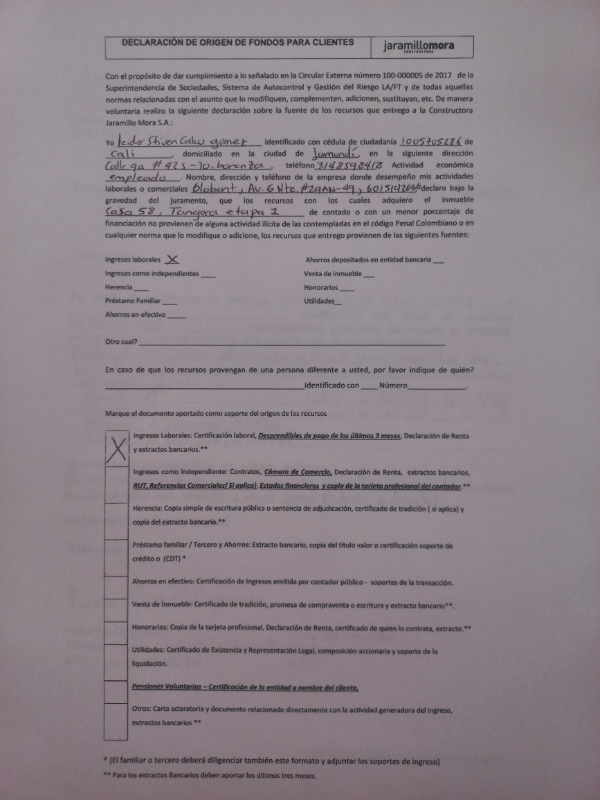 DECLARACIÓN DE ORIGEN DE FONDOS PARA CLIENTES
jaramillomora
CONSTRUCTORA
Con el propósito de dar cumplimiento a lo señalado en la Circular Externa número 100-000005 de 2017 de la
Superintendencia de Sociedades, Sistema de Autocontrol y Gestión del Riesgo LA/FT y de todas aquellas
normas relacionadas con el asunto que lo modifiquen, complementen, adicionen, sustituyan, etc. De manera
voluntaria realizo la siguiente declaración sobre la fuente de los recursos que entrego a la Constructora
Jaramillo Mora S.A.:
Yo Leido Stiven Collar gomez identificado con cédula de ciudadanía 1005705226 de
Cali, domiciliado en la ciudad de Jamundí, en la siguiente dirección
Calle 9a #42s-70. bonanza, teléfono 3148540418 Actividad económica
empleado. Nombre, dirección y teléfono de la empresa donde desempeño mis actividades
laborales o comerciales Blobant, AV. 6 Nte. #29AN-49, declaro bajo la
gravedad del juramento, que los recursos con los cuales adquiero el inmueble
Casa 58, Tangara etapa 1 de contado o con un menor porcentaje de
financiación no provienen de alguna actividad ilícita de las contempladas en el código Penal Colombiano o en
cualquier norma que lo modifique o adicione, los recursos que entrego provienen de las siguientes fuentes:
Ingresos laborales X Ahorros depositados en entidad bancaria ___
Ingresos como independientes ____ Venta de inmueble ___
Herencia ____ Honorarios ____
Préstamo Familiar ____ Utilidades__
Ahorros en efectivo _____
Otro cual? ____
En caso de que los recursos provengan de una persona diferente a usted, por favor indique de quién?
____Identificado con ____ Número____.
Marque el documento aportado como soporte del origen de los recursos
X Ingresos Laborales: Certificación laboral, Desprendibles de pago de los últimos 3 meses, Declaración de Renta
y extractos bancarios.**
Ingresos como Independiente: Contratos, Cámara de Comercio, Declaración de Renta, extractos bancarios,
RUT, Referencias Comerciales( Si aplica), Estados financieros y copia de la tarjeta profesional del contador **
Herencia: Copia simple de escritura pública o sentencia de adjudicación, certificado de tradición ( si aplica) y
copia del extracto bancario.**
Préstamo familiar / Tercero y Ahorros: Extracto bancario, copia del título valor o certificación soporte de
crédito o (CDT) *
Ahorros en efectivo: Certificación de Ingresos emitida por contador público - soportes de la transacción.
Venta de Inmueble: Certificado de tradición, promesa de compraventa o escritura y extracto bancario**.
Honorarios: Copia de la tarjeta profesional, Declaración de Renta, certificado de quien lo contrata, extracto.**
Utilidades: Certificado de Existencia y Representación Legal, composición accionaria y soporte de la
liquidación.
Pensiones Voluntarias – Certificación de la entidad a nombre del cliente.
Otros: Carta aclaratoria y documento relacionado directamente con la actividad generadora del ingreso,
extractos bancarios **
* (El familiar o tercero deberá diligenciar también este formato y adjuntar los soportes de ingreso)
** Para los extractos Bancarios deben aportar los últimos tres meses.